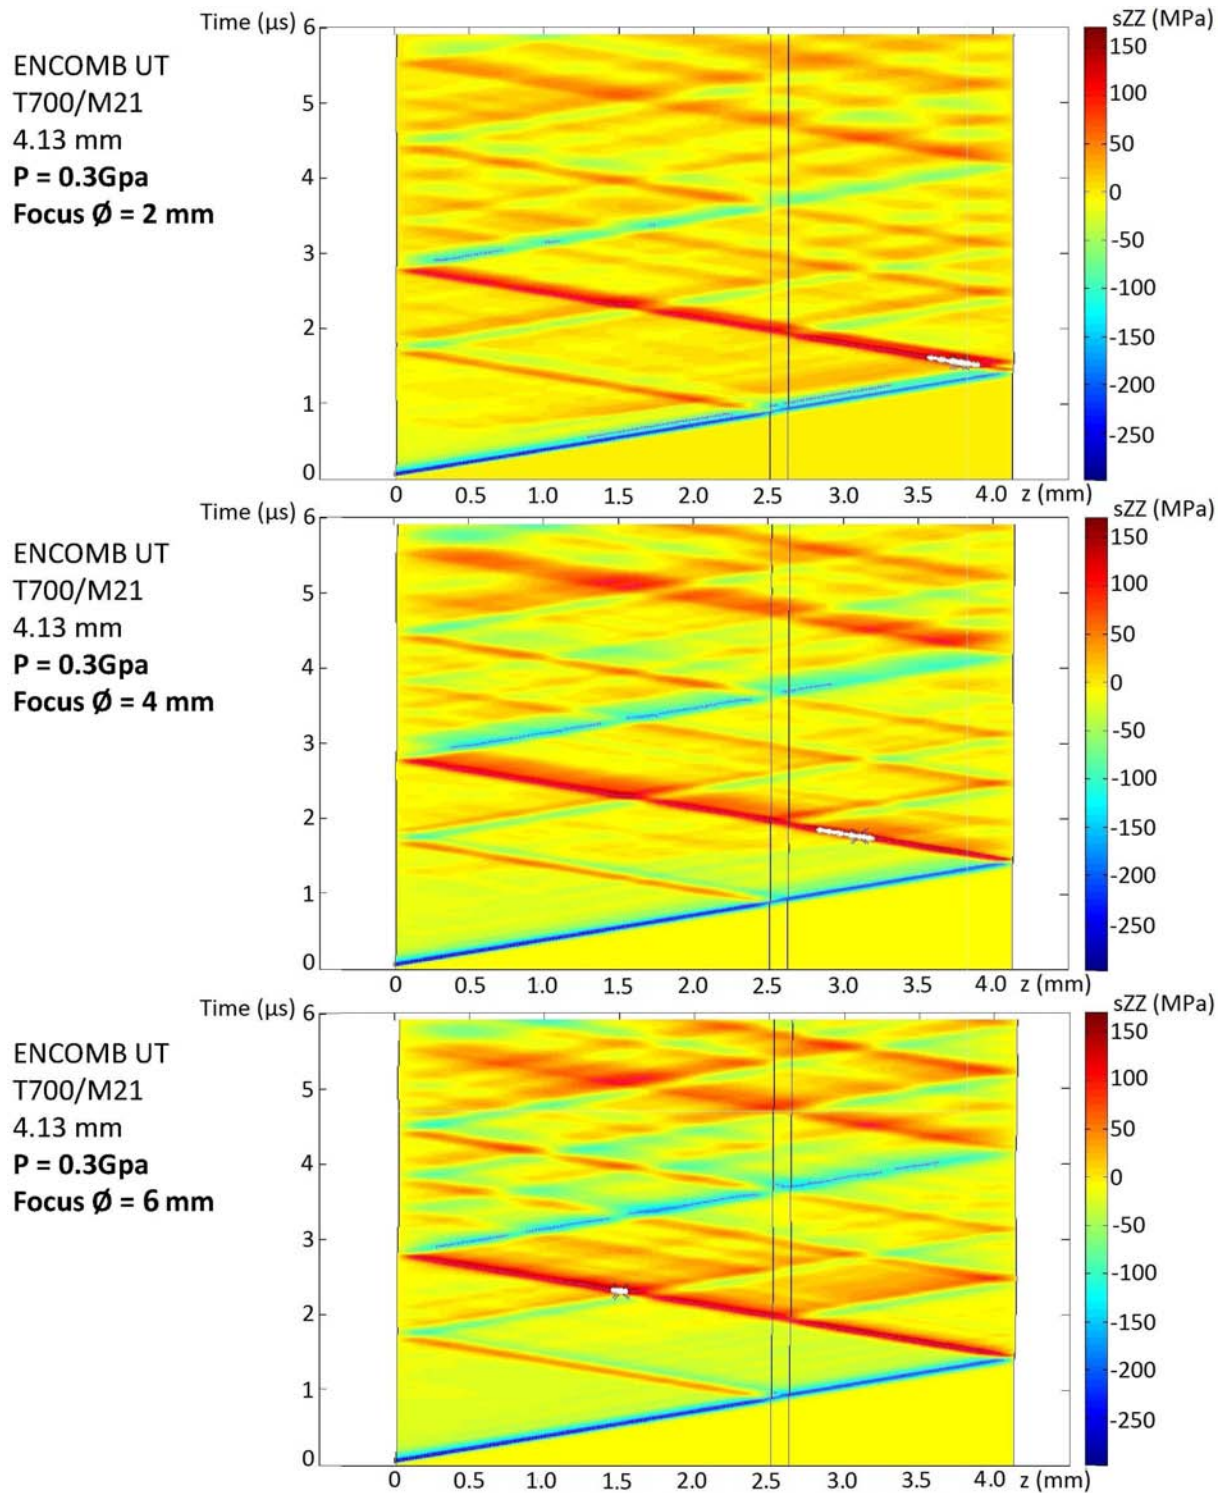 Time (µs)
sZZ (MPa)
ENCOMB UT
T700/M21
4.13 mm
P = 0.3Gpa
Focus Ø = 2 mm
6
5
4
3
2
1
0
0 0.5 1.0 1.5 2.0 2.5 3.0 3.5 4.0 z (mm)
150
100
50
0
-50
-100
-150
-200
-250
Time (µs)
sZZ (MPa)
ENCOMB UT
T700/M21
4.13 mm
P = 0.3Gpa
Focus Ø = 4 mm
6
5
4
3
2
1
0
0 0.5 1.0 1.5 2.0 2.5 3.0 3.5 4.0 z (mm)
150
100
50
0
-50
-100
-150
-200
-250
Time (µs)
sZZ (MPa)
ENCOMB UT
T700/M21
4.13 mm
P = 0.3Gpa
Focus Ø = 6 mm
6
5
4
3
2
1
0
0 0.5 1.0 1.5 2.0 2.5 3.0 3.5 4.0 z (mm)
150
100
50
0
-50
-100
-150
-200
-250